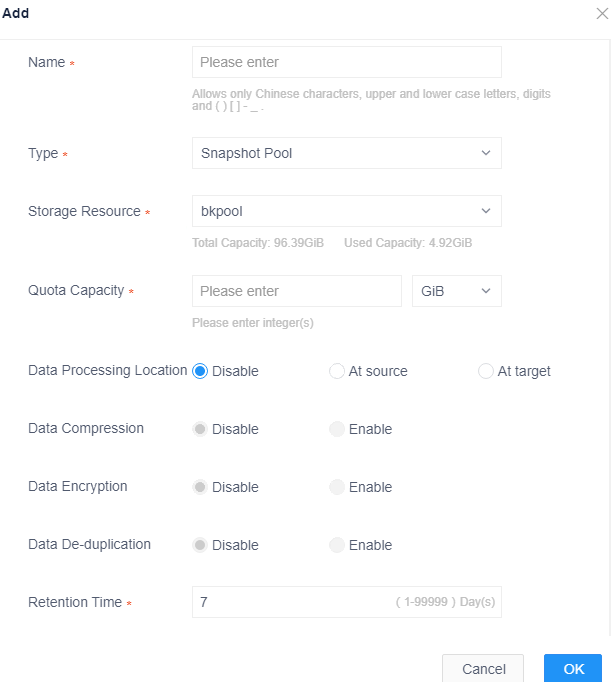 Add
Name *
Please enter
Allows only Chinese characters, upper and lower case letters, digits
and ( ) [ ] - _ .
Type *
Snapshot Pool
Storage Resource *
bkpool
Total Capacity: 96.39GiB Used Capacity: 4.92GiB
Quota Capacity *
Please enter GiB
Please enter integer(s)
Data Processing Location Disable At source At target
Data Compression Disable Enable
Data Encryption Disable Enable
Data De-duplication Disable Enable
Retention Time * 7 ( 1-99999 ) Day(s)
Cancel OK